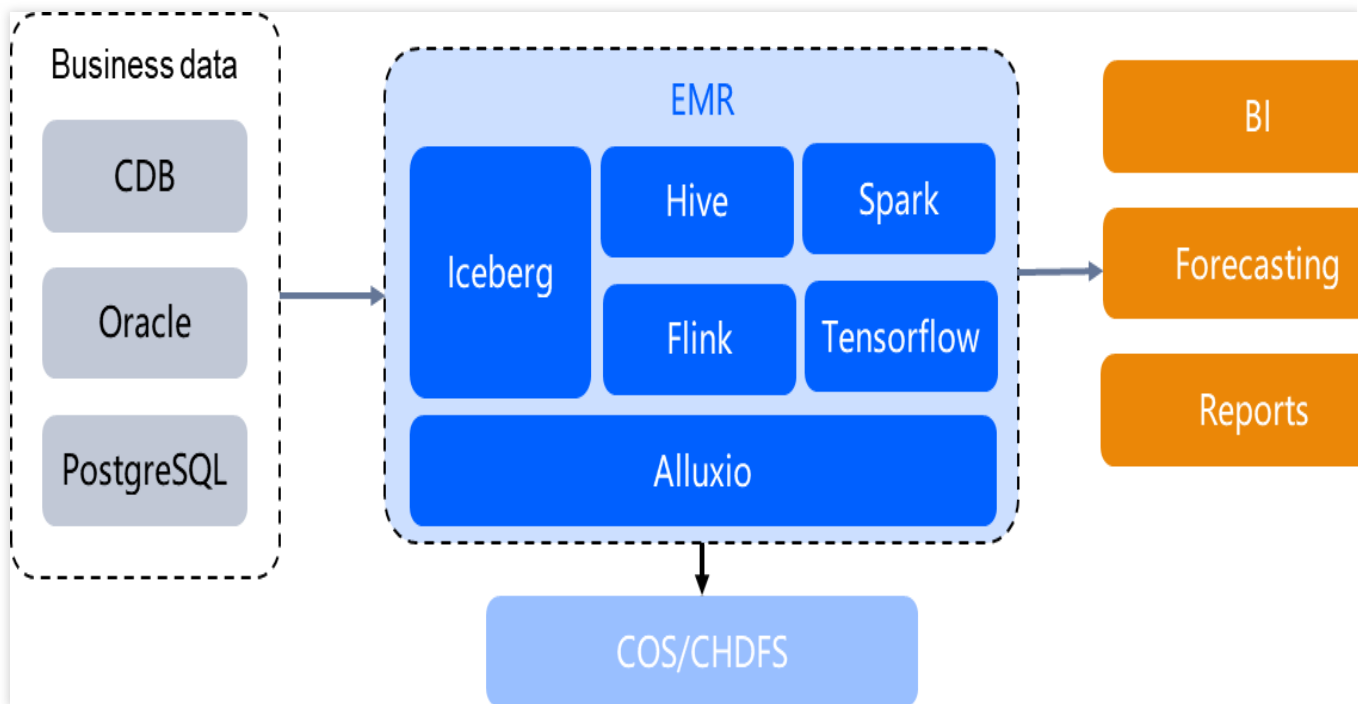 Business data
CDB
Oracle
PostgreSQL
EMR
Iceberg
Hive
Spark
Flink
Tensorflow
Alluxio
COS/CHDFS
BI
Forecasting
Reports